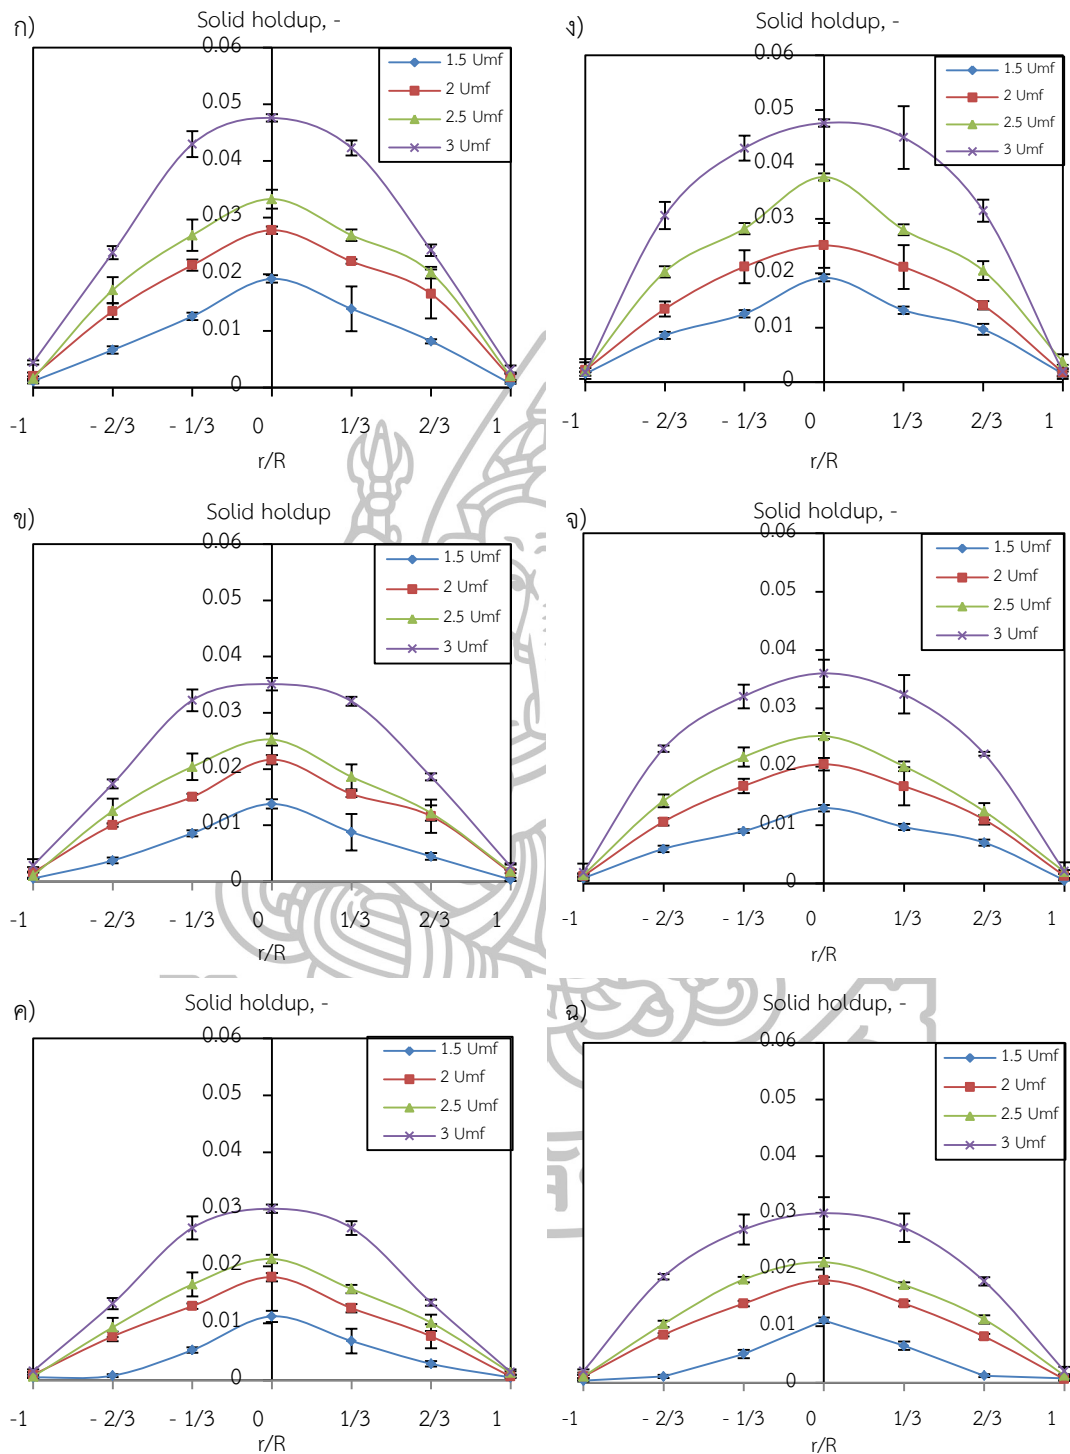 ก)
Solid holdup, -
0.06
0.05
0.04
0.03
0.02
0.01
0
1.5 Umf
2 Umf
2.5 Umf
3 Umf
-1 - 2/3 - 1/3 0 1/3 2/3 1
r/R
ง)
Solid holdup, -
0.06
0.05
0.04
0.03
0.02
0.01
0
1.5 Umf
2 Umf
2.5 Umf
3 Umf
-1 - 2/3 - 1/3 0 1/3 2/3 1
r/R
ข)
Solid holdup
0.06
0.05
0.04
0.03
0.02
0.01
0
1.5 Umf
2 Umf
2.5 Umf
3 Umf
-1 - 2/3 - 1/3 0 1/3 2/3 1
r/R
จ)
Solid holdup, -
0.06
0.05
0.04
0.03
0.02
0.01
0
1.5 Umf
2 Umf
2.5 Umf
3 Umf
-1 - 2/3 - 1/3 0 1/3 2/3 1
r/R
ค)
Solid holdup, -
0.06
0.05
0.04
0.03
0.02
0.01
0
1.5 Umf
2 Umf
2.5 Umf
3 Umf
-1 - 2/3 - 1/3 0 1/3 2/3 1
r/R
ฉ)
Solid holdup, -
0.06
0.05
0.04
0.03
0.02
0.01
0
1.5 Umf
2 Umf
2.5 Umf
3 Umf
-1 - 2/3 - 1/3 0 1/3 2/3 1
r/R